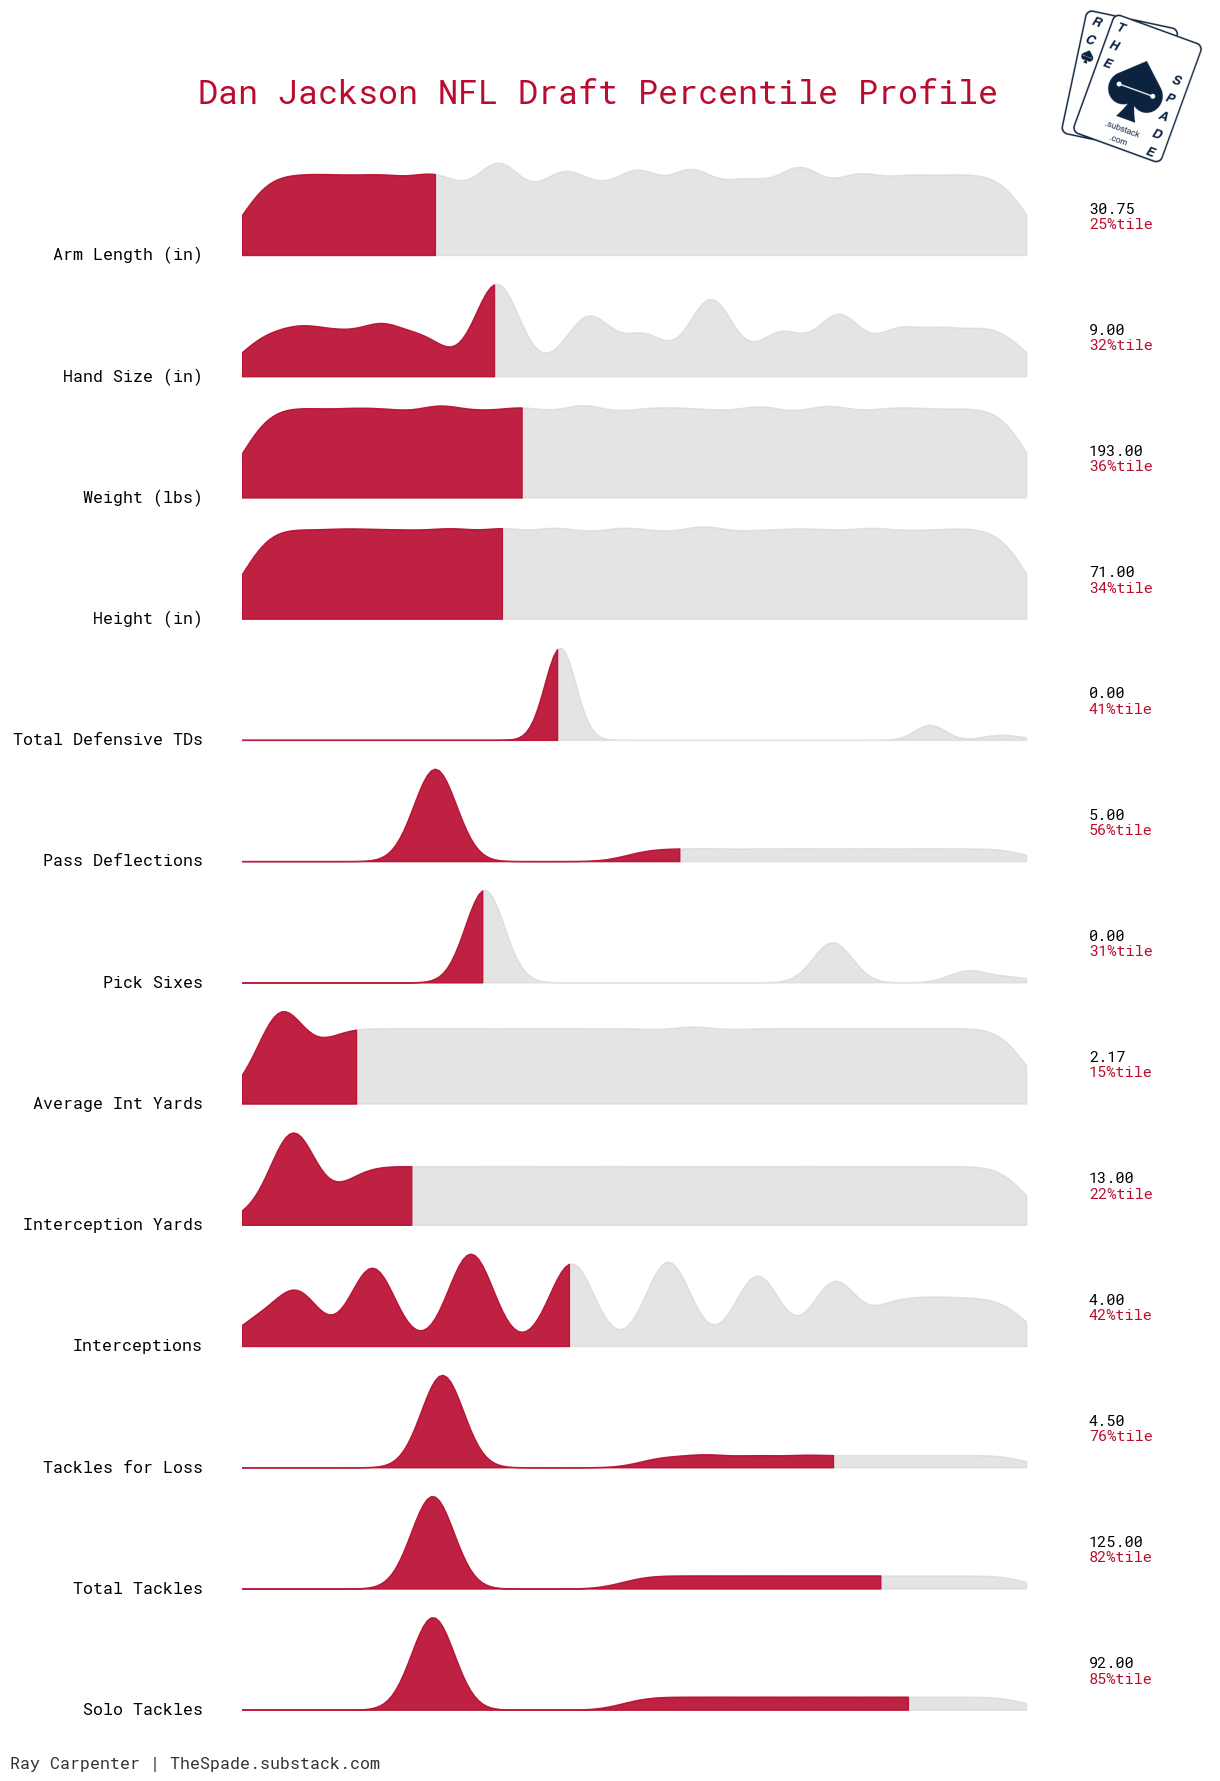 R
C
T
H
E
S
P
A
D
E
.substack
.com
Dan Jackson NFL Draft Percentile Profile
30.75
25%tile
Arm Length (in)
9.00
32%tile
Hand Size (in)
193.00
36%tile
Weight (lbs)
71.00
34%tile
Height (in)
0.00
41%tile
Total Defensive TDs
5.00
56%tile
Pass Deflections
0.00
31%tile
Pick Sixes
2.17
15%tile
Average Int Yards
13.00
22%tile
Interception Yards
4.00
42%tile
Interceptions
4.50
76%tile
Tackles for Loss
125.00
82%tile
Total Tackles
92.00
85%tile
Solo Tackles
Ray Carpenter | TheSpade.substack.com